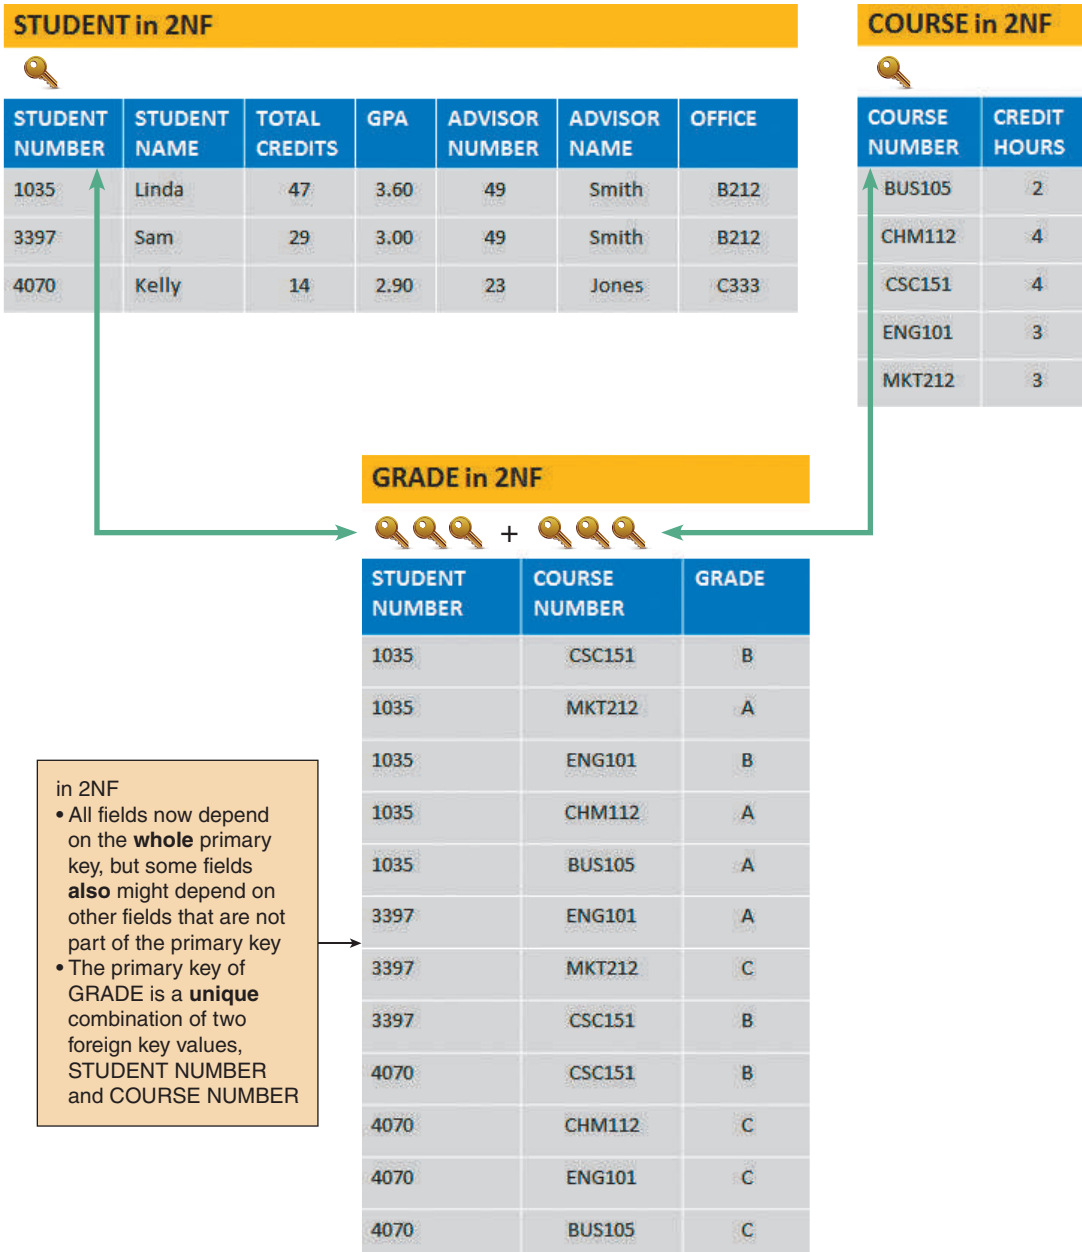 STUDENT in 2NF
STUDENT NUMBER STUDENT NAME TOTAL CREDITS GPA ADVISOR NUMBER ADVISOR NAME OFFICE
1035 Linda 47 3.60 49 Smith B212
3397 Sam 29 3.00 49 Smith B212
4070 Kelly 14 2.90 23 Jones C333
COURSE in 2NF
COURSE NUMBER CREDIT HOURS
BUS105 2
CHM112 4
CSC151 4
ENG101 3
MKT212 3
GRADE in 2NF
+
STUDENT NUMBER COURSE NUMBER GRADE
1035 CSC151 B
1035 MKT212 A
1035 ENG101 B
1035 CHM112 A
1035 BUS105 A
3397 ENG101 A
3397 MKT212 C
3397 CSC151 B
4070 CSC151 B
4070 CHM112 C
4070 ENG101 C
4070 BUS105 C
in 2NF
• All fields now depend
on the whole primary
key, but some fields
also might depend on
other fields that are not
part of the primary key
• The primary key of
GRADE is a unique
combination of two
foreign key values,
STUDENT NUMBER
and COURSE NUMBER